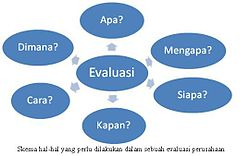 Apa?
Dimana?
Mengapa?
Evaluasi
Cara?
Siapa?
Kapan?
Skema hal-hal yang perlu dilakukan dalam sebuah evaluasi perusahaan